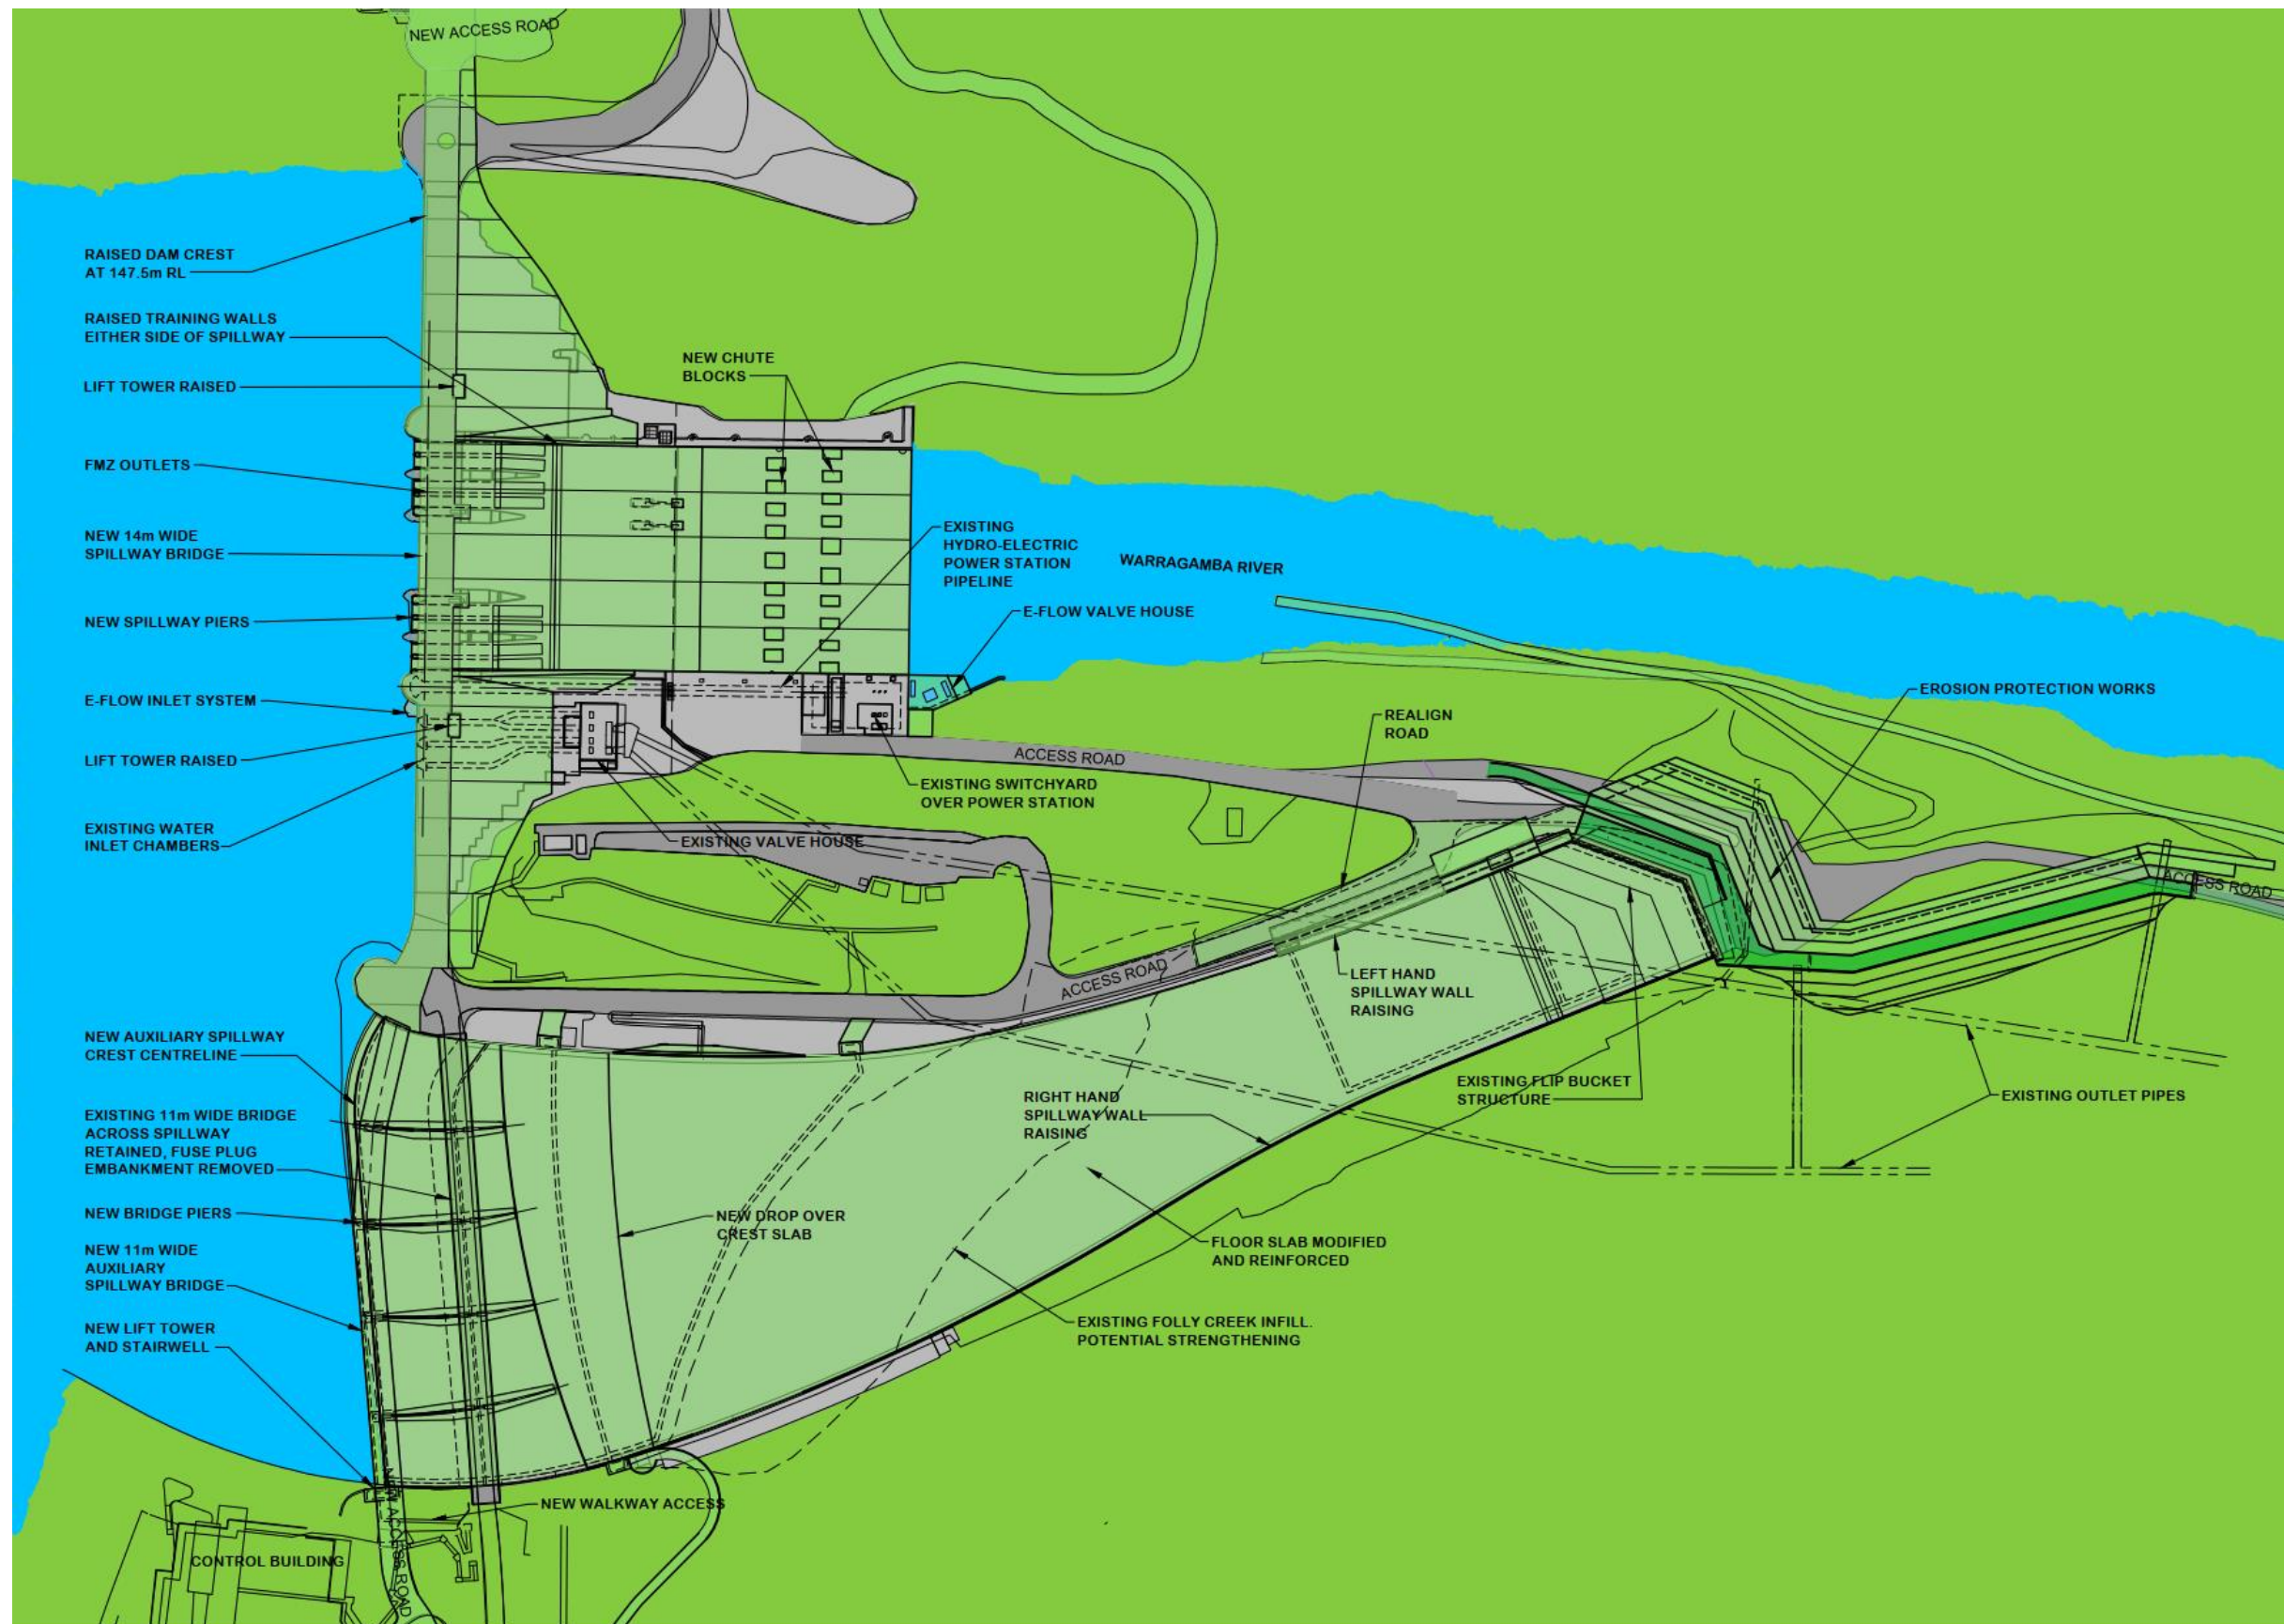 NEW ACCESS ROAD
RAISED DAM CREST
AT 147.5m RL
RAISED TRAINING WALLS
EITHER SIDE OF SPILLWAY
LIFT TOWER RAISED
NEW CHUTE
BLOCKS
FMZ OUTLETS
NEW 14m WIDE
SPILLWAY BRIDGE
EXISTING
HYDRO-ELECTRIC
POWER STATION
PIPELINE
WARRAGAMBA RIVER
NEW SPILLWAY PIERS
E-FLOW VALVE HOUSE
E-FLOW INLET SYSTEM
EROSION PROTECTION WORKS
REALIGN
ROAD
LIFT TOWER RAISED
ACCESS ROAD
EXISTING SWITCHYARD
OVER POWER STATION
EXISTING WATER
INLET CHAMBERS
EXISTING VALVE HOUSE
ACCESS ROAD
ACCESS ROAD
LEFT HAND
SPILLWAY WALL
RAISING
NEW AUXILIARY SPILLWAY
CREST CENTRELINE
EXISTING FLIP BUCKET
STRUCTURE
EXISTING OUTLET PIPES
RIGHT HAND
SPILLWAY WALL
RAISING
EXISTING 11m WIDE BRIDGE
ACROSS SPILLWAY
RETAINED, FUSE PLUG
EMBANKMENT REMOVED
NEW BRIDGE PIERS
NEW DROP OVER
CREST SLAB
NEW 11m WIDE
AUXILIARY
SPILLWAY BRIDGE
FLOOR SLAB MODIFIED
AND REINFORCED
NEW LIFT TOWER
AND STAIRWELL
EXISTING FOLLY CREEK INFILL.
POTENTIAL STRENGTHENING
NEW WALKWAY ACCESS
NEW ACCESS ROAD
CONTROL BUILDING